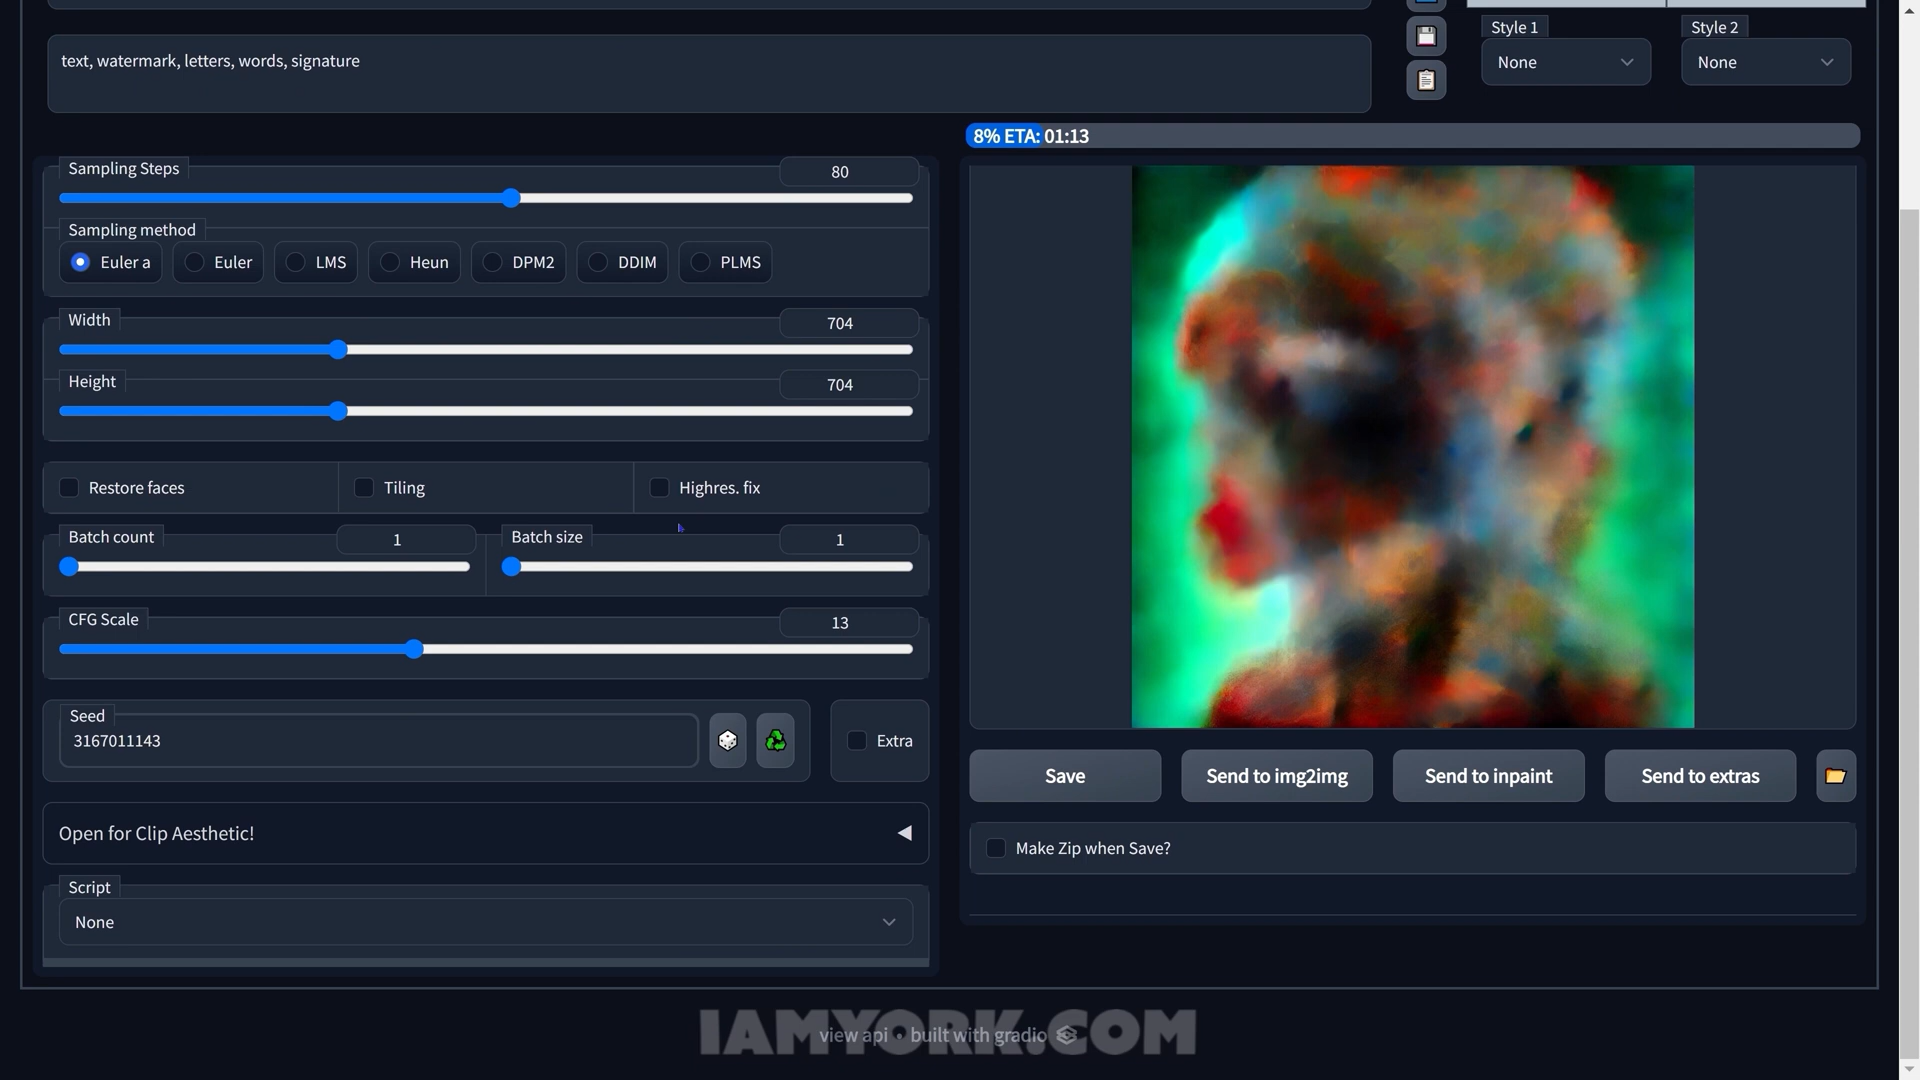 text, watermark, letters, words, signature
Style 1
Style 2
None
None
8% ETA: 01:13
Sampling Steps
80
Sampling method
Euler a
Euler
LMS
Heun
DPM2
DDIM
PLMS
Width
704
Height
704
Restore faces
Tiling
Highres. fix
Batch count
1
Batch size
1
CFG Scale
13
Seed
3167011143
Extra
Save
Send to img2img
Send to inpaint
Send to extras
Open for Clip Aesthetic!
Make Zip when Save?
Script
None
IAMYORK.COM
view api • built with gradio